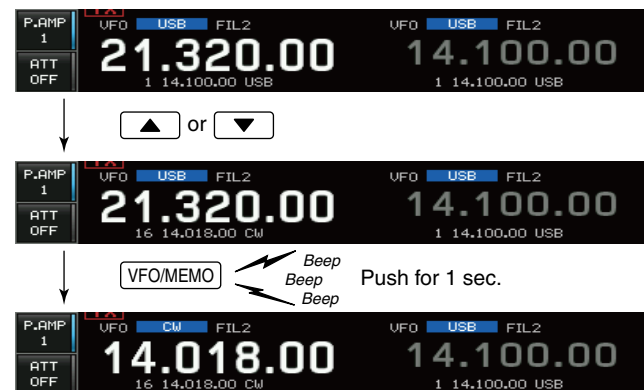 P.AMP
1
ATT
OFF
TX
VFO USB FIL2
21.320.00
1 14.100.00 USB
VFO USB FIL2
14.100.00
1 14.100.00 USB
▲ or ▼
P.AMP
1
ATT
OFF
TX
VFO USB FIL2
21.320.00
16 14.018.00 CW
VFO USB FIL2
14.100.00
1 14.100.00 USB
VFO/MEMO
Beep
Beep
Beep
Push for 1 sec.
P.AMP
1
ATT
OFF
TX
VFO CW FIL2
14.018.00
16 14.018.00 CW
VFO USB FIL2
14.100.00
1 14.100.00 USB